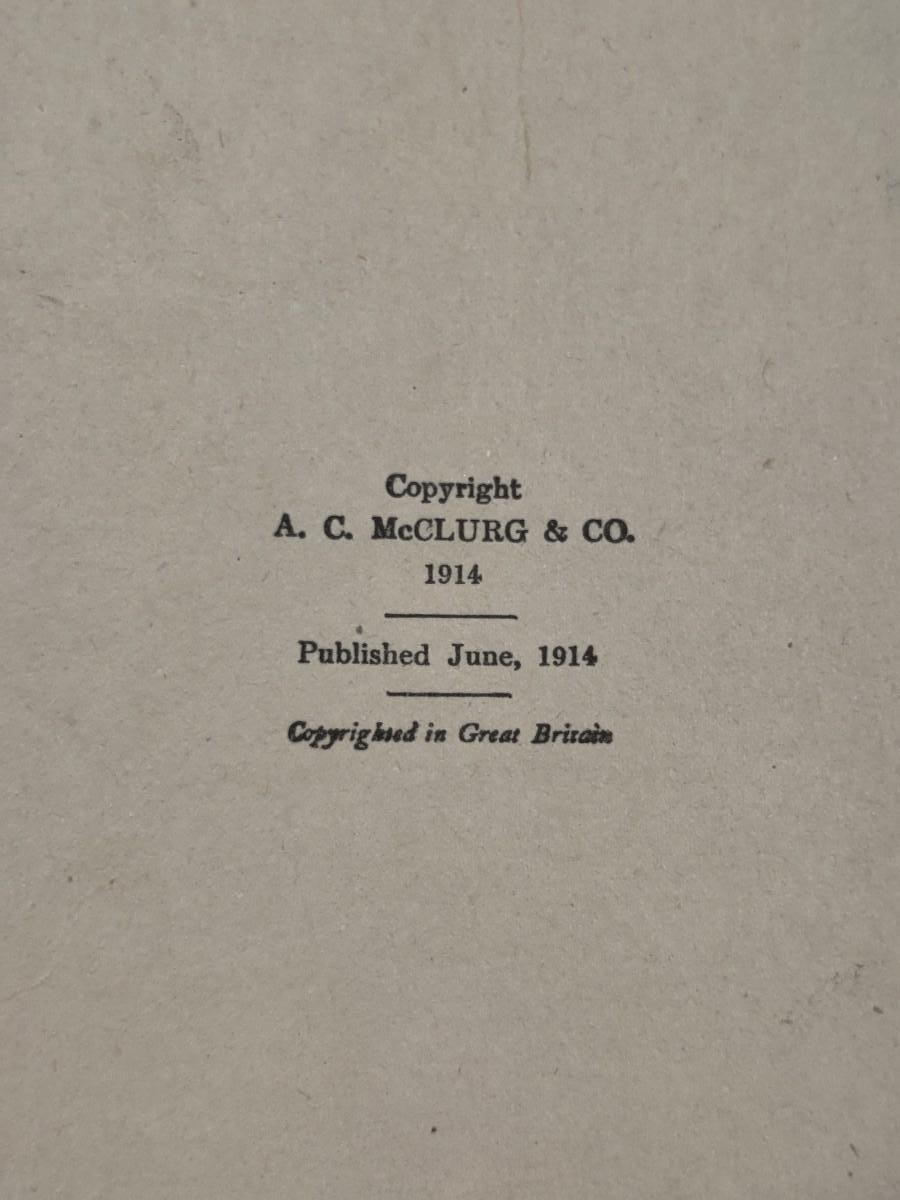 Copyright
A. C. McCLURG & CO.
1914
Published June, 1914
Copyrighted in Great Britain